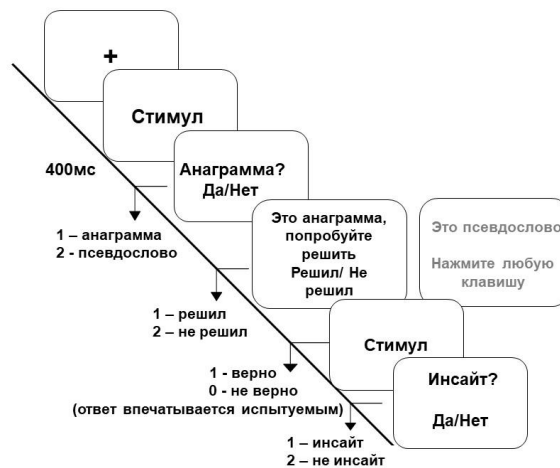 +
Стимул
400мс
Анаграмма?
Да/Нет
1 – анаграмма
2 - псевдослово
Это анаграмма,
попробуйте
решить
Решил/ Не
решил
Это псевдослово
Нажмите любую
клавишу
1 – решил
2 – не решил
Стимул
1 - верно
0 - не верно
(ответ впечатывается испытуемым)
Инсайт?
Да/Нет
1 – инсайт
2 – не инсайт